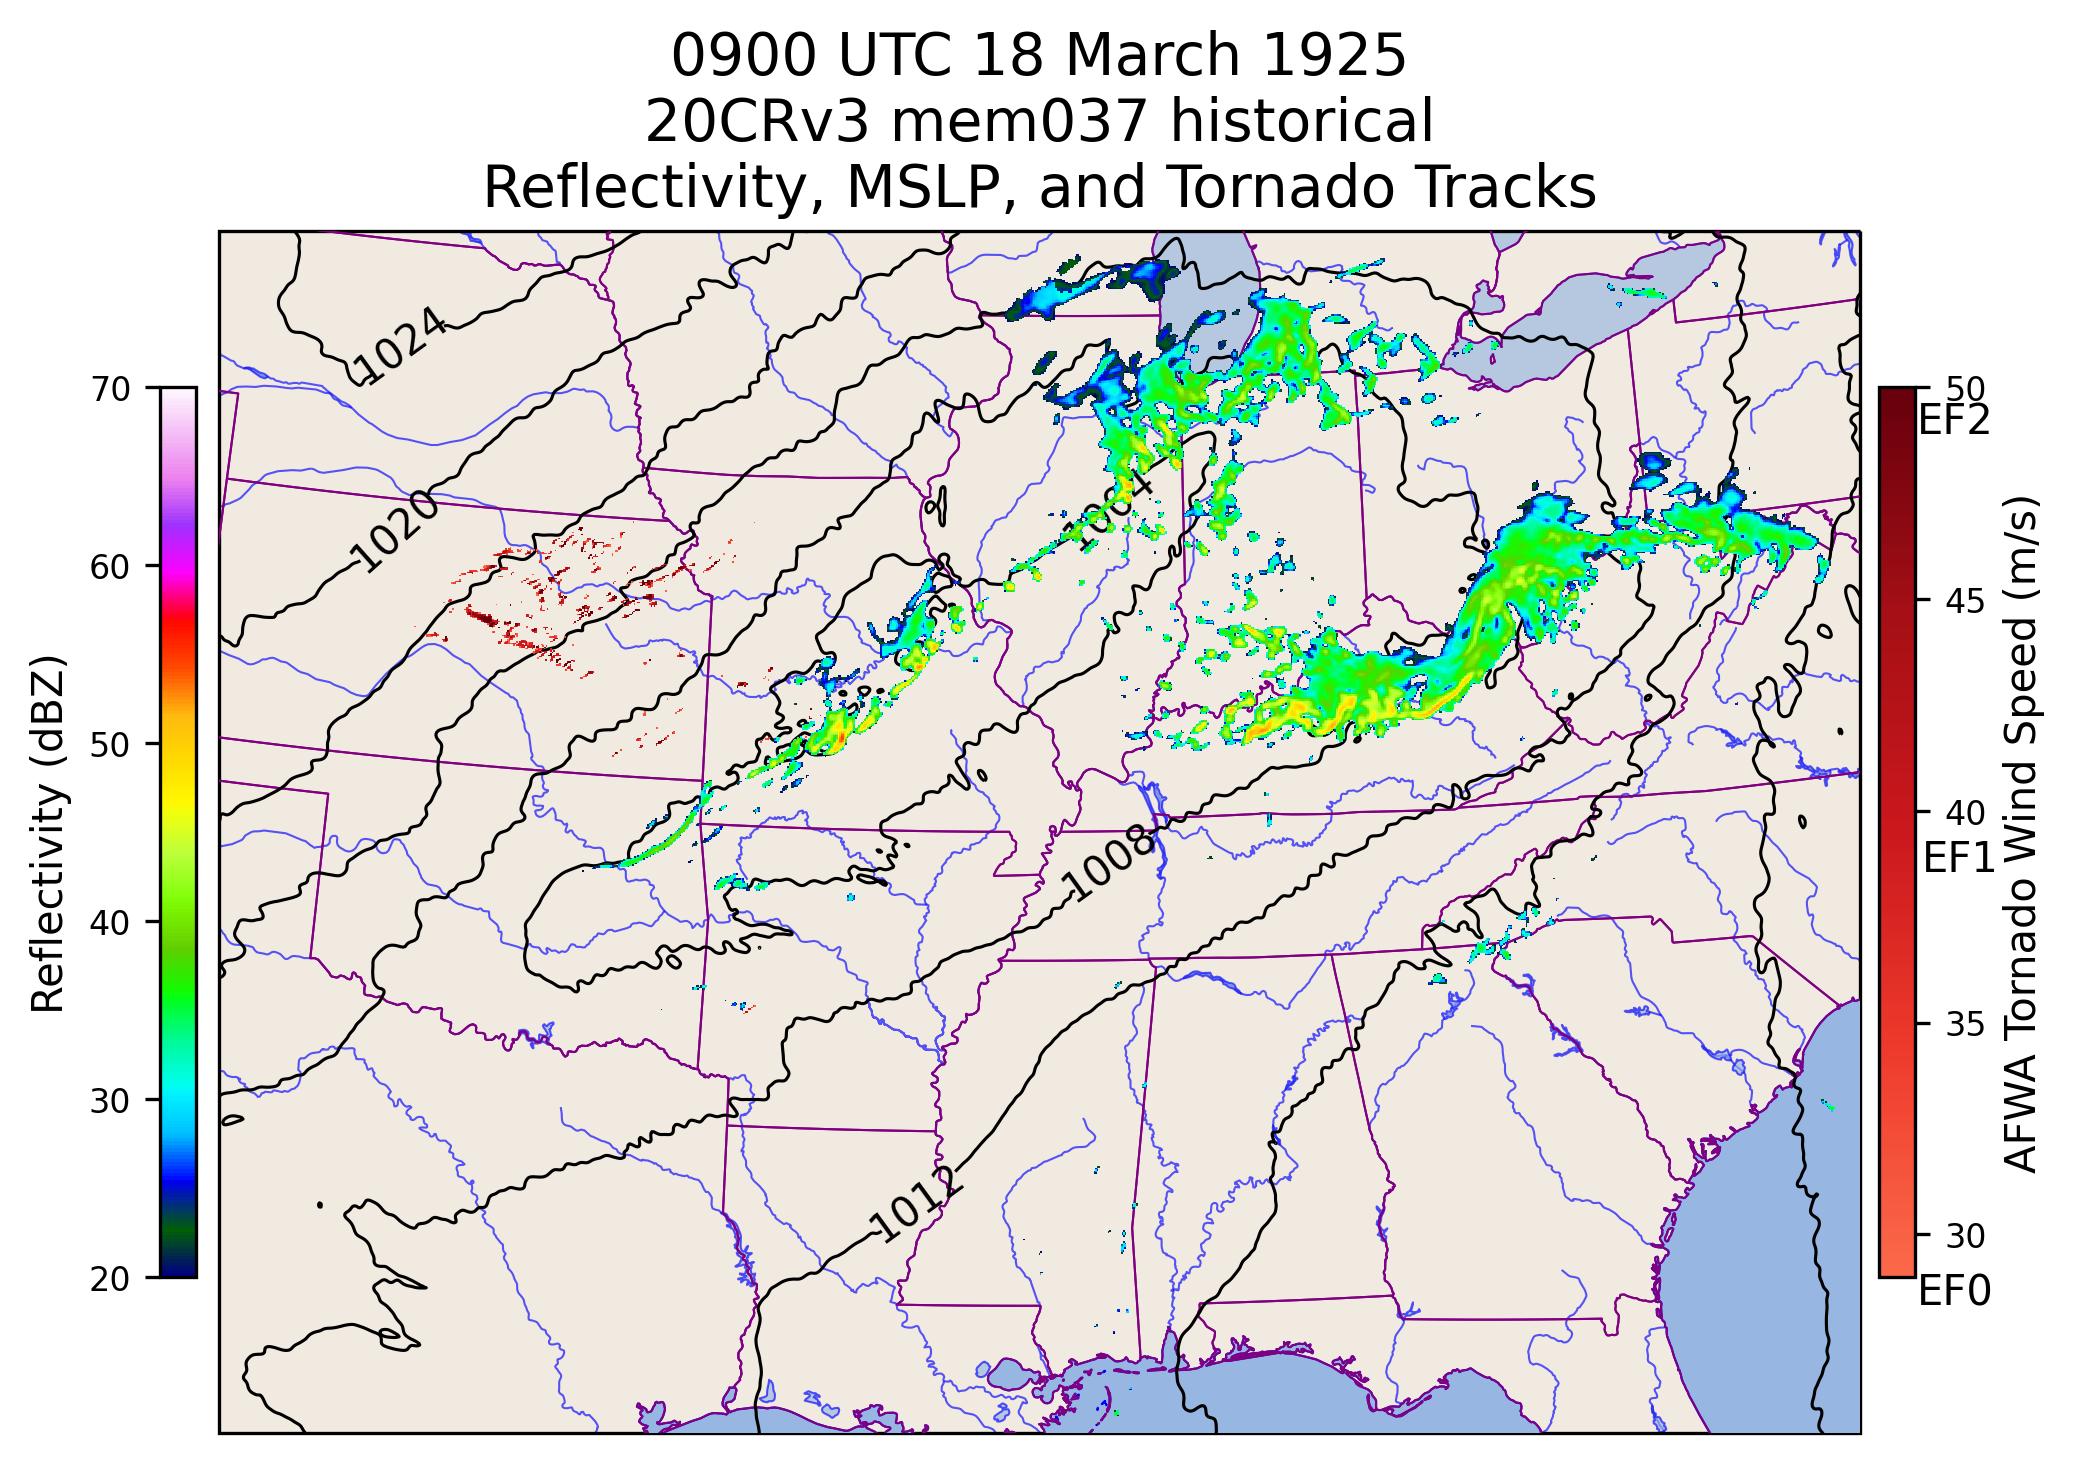 0900 UTC 18 March 1925
20CRv3 mem037 historical
Reflectivity, MSLP, and Tornado Tracks
Reflectivity (dBZ)
70
60
50
40
30
20
1024
1020
1004
1008
1012
50
EF2
45
40
EF1
35
30
EF0
AFWA Tornado Wind Speed (m/s)